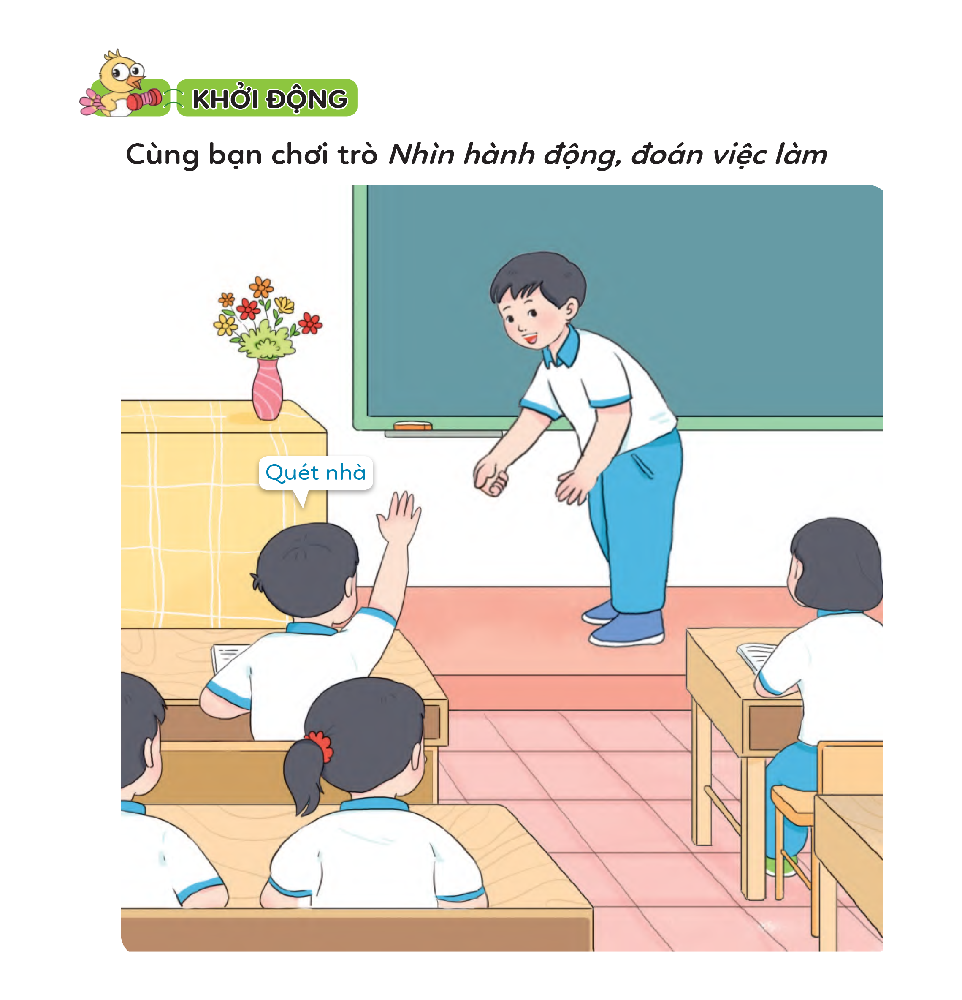 KHỞI ĐỘNG
Cùng bạn chơi trò Nhìn hành động, đoán việc làm
Quét nhà